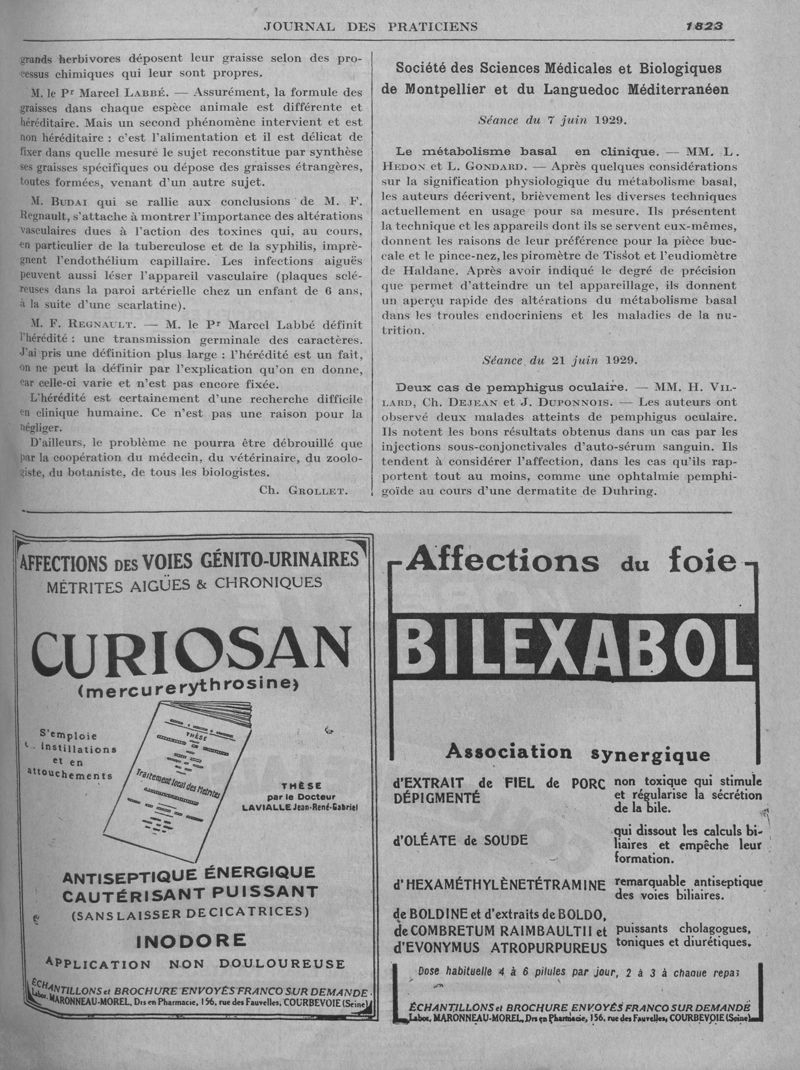 JOURNAL DES PRATICIENS
1823
grands herbivores déposent leur graisse selon des pro-
cessus chimiques qui leur sont propres.
M. le Pr Marcel LABBÉ. — Assurément, la formule des
graisses dans chaque espèce animale est différente et
héréditaire. Mais un second phénomène intervient et est
non héréditaire : c'est l'alimentation et il est délicat de
fixer dans quelle mesuré le sujet reconstitue par synthèse
ses graisses spécifiques ou dépose des graisses étrangères,
toutes formées, venant d'un autre sujet.
M. BUDAI qui se rallie aux conclusions de M. F.
Regnault, s'attache à montrer l'importance des altérations
vasculaires dues à l'action des toxines qui, au cours,
en particulier de la tuberculose et de la syphilis, imprè-
gnent l'endothélium capillaire. Les infections aiguës
peuvent aussi léser l'appareil vasculaire (plaques sclé-
reuses dans la paroi artérielle chez un enfant de 6 ans,
à la suite d'une scarlatine).
M. F. REGNAULT. — M. le Pr Marcel Labbé définit
l'hérédité : une transmission germinale des caractères.
J'ai pris une définition plus large : l'hérédité est un fait,
on ne peut la définir par l'explication qu'on en donne,
car celle-ci varie et n'est pas encore fixée.
L'hérédité est certainement d'une recherche difficile
en clinique humaine. Ce n'est pas une raison pour la
négliger.
D'ailleurs, le problème ne pourra être débrouillé que
par la coopération du médecin, du vétérinaire, du zoolo-
giste, du botaniste, de tous les biologistes.
Ch. GROLLET.
Société des Sciences Médicales et Biologiques
de Montpellier et du Languedoc Méditerranéen
Séance du 7 juin 1929.
Le métabolisme basal en clinique. — MM. L.
HEDON et L. GONDARD. — Après quelques considérations
sur la signification physiologique du métabolisme basal,
les auteurs décrivent, brièvement les diverses techniques
actuellement en usage pour sa mesure. Ils présentent
la technique et les appareils dont ils se servent eux-mêmes,
donnent les raisons de leur préférence pour la pièce buc-
cale et le pince-nez, les piromètre de Tissot et l'eudiomètre
de Haldane. Après avoir indiqué le degré de précision
que permet d'atteindre un tel appareillage, ils donnent
un aperçu rapide des altérations du métabolisme basal
dans les troules endocriniens et les maladies de la nu-
trition.
Séance du 21 juin 1929.
Deux cas de pemphigus oculaire. — MM. H. VIL-
LARD, Ch. DEJEAN et J. DUPONNOIS. — Les auteurs ont
observé deux malades atteints de pemphigus oculaire.
Ils notent les bons résultats obtenus dans un cas par les
injections sous-conjonctivales d'auto-sérum sanguin. Ils
tendent à considérer l'affection, dans les cas qu'ils rap-
portent tout au moins, comme une ophtalmie pemphi-
goïde au cours d'une dermatite de Duhring.
AFFECTIONS DES VOIES GÉNITO-URINAIRES
MÉTRITES AIGÜES & CHRONIQUES
CURIOSAN
(mercurerythrosine)
S'emploie
instillations
et en
attouchements
THÈSE
Traitement local des Métrites
THÈSE
par le Docteur
LAVIALLE Jean-René-Gabriel
ANTISEPTIQUE ÉNERGIQUE
CAUTÉRISANT PUISSANT
(SANS LAISSER DE CICATRICES)
INODORE
APPLICATION NON DOULOUREUSE
ÉCHANTILLONS et BROCHURE ENVOYÉS FRANCO SUR DEMANDE.
Labor. MARONNEAU-MOREL, Drs en Pharmacie, 156, rue des Fauvelles, COURBEVOIE (Seine)
Affections du foie
BILEXABOL
Association synergique
d'EXTRAIT de FIEL de PORC
DÉPIGMENTÉ
non toxique qui stimule
et régularise la sécrétion
de la bile.
d'OLÉATE de SOUDE
qui dissout les calculs bi-
liaires et empêche leur
formation.
d'HEXAMÉTHYLÈNETÉTRAMINE
remarquable antiseptique
des voies biliaires.
de BOLDINE et d'extraits de BOLDO,
de COMBRETUM RAIMBAULTII et
d'EVONYMUS ATROPURPUREUS
puissants cholagogues,
toniques et diurétiques.
Dose habituelle 4 à 6 pilules par jour, 2 à 3 à chaque repas
ÉCHANTILLONS et BROCHURE ENVOYÉS FRANCO SUR DEMANDE
Labor. MARONNEAU-MOREL, Drs en Pharmacie, 156, rue des Fauvelles, COURBEVOIE (Seine)